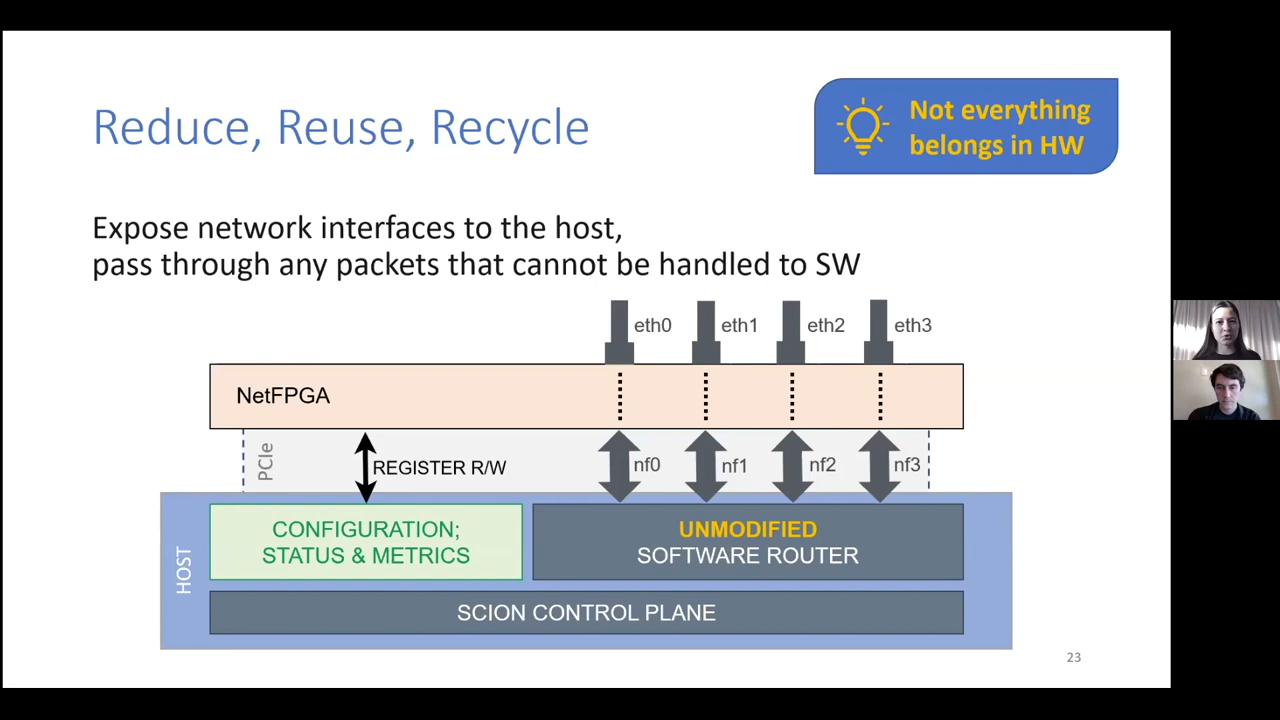 Reduce, Reuse, Recycle
Not everything
belongs in HW
Expose network interfaces to the host,
pass through any packets that cannot be handled to SW
eth0
eth1
eth2
eth3
NetFPGA
PCIe
REGISTER R/W
nf0
nf1
nf2
nf3
HOST
CONFIGURATION;
STATUS & METRICS
UNMODIFIED
SOFTWARE ROUTER
SCION CONTROL PLANE
23